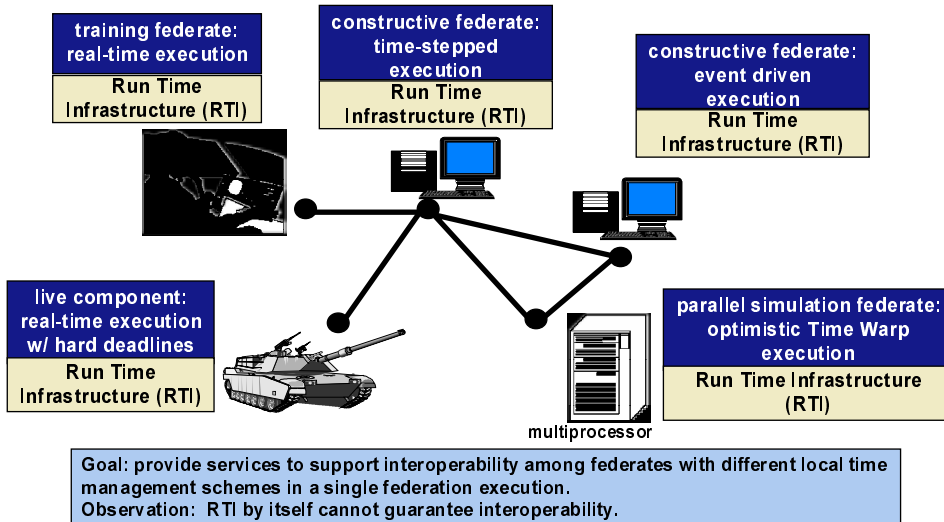 training federate:
real-time execution
Run Time
Infrastructure (RTI)
constructive federate:
time-stepped
execution
Run Time
Infrastructure (RTI)
constructive federate:
event driven
execution
Run Time
Infrastructure (RTI)
live component:
real-time execution
w/ hard deadlines
Run Time
Infrastructure (RTI)
parallel simulation federate:
optimistic Time Warp
execution
Run Time Infrastructure
(RTI)
multiprocessor
Goal: provide services to support interoperability among federates with different local time
management schemes in a single federation execution.
Observation: RTI by itself cannot guarantee interoperability.